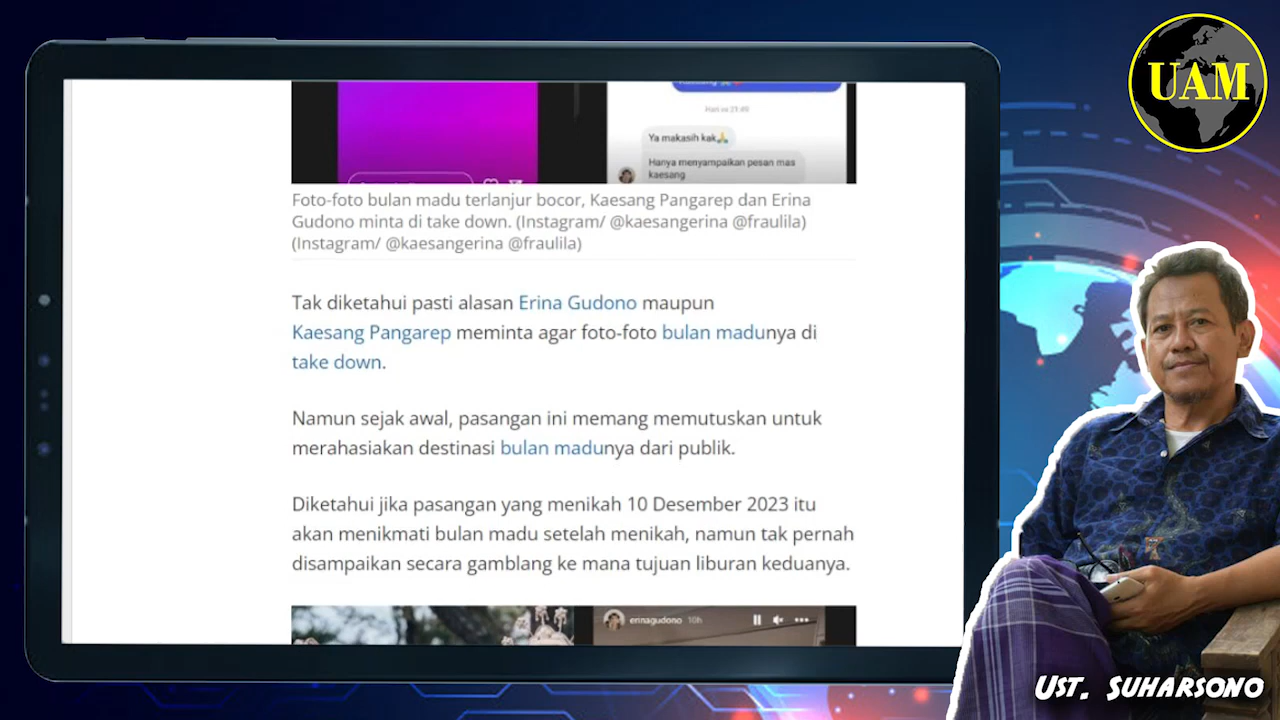 UAM
Hari ini 21:49
Ya makasih kak🙏
Hanya menyampaikan pesan mas
kaesang
Foto-foto bulan madu terlanjur bocor, Kaesang Pangarep dan Erina
Gudono minta di take down. (Instagram/ @kaesangerina @fraulila)
(Instagram/ @kaesangerina @fraulila)
Tak diketahui pasti alasan Erina Gudono maupun
Kaesang Pangarep meminta agar foto-foto bulan madunya di
take down.
Namun sejak awal, pasangan ini memang memutuskan untuk
merahasiakan destinasi bulan madunya dari publik.
Diketahui jika pasangan yang menikah 10 Desember 2023 itu
akan menikmati bulan madu setelah menikah, namun tak pernah
disampaikan secara gamblang ke mana tujuan liburan keduanya.
erinagudono 10h
UST. SUHARSONO